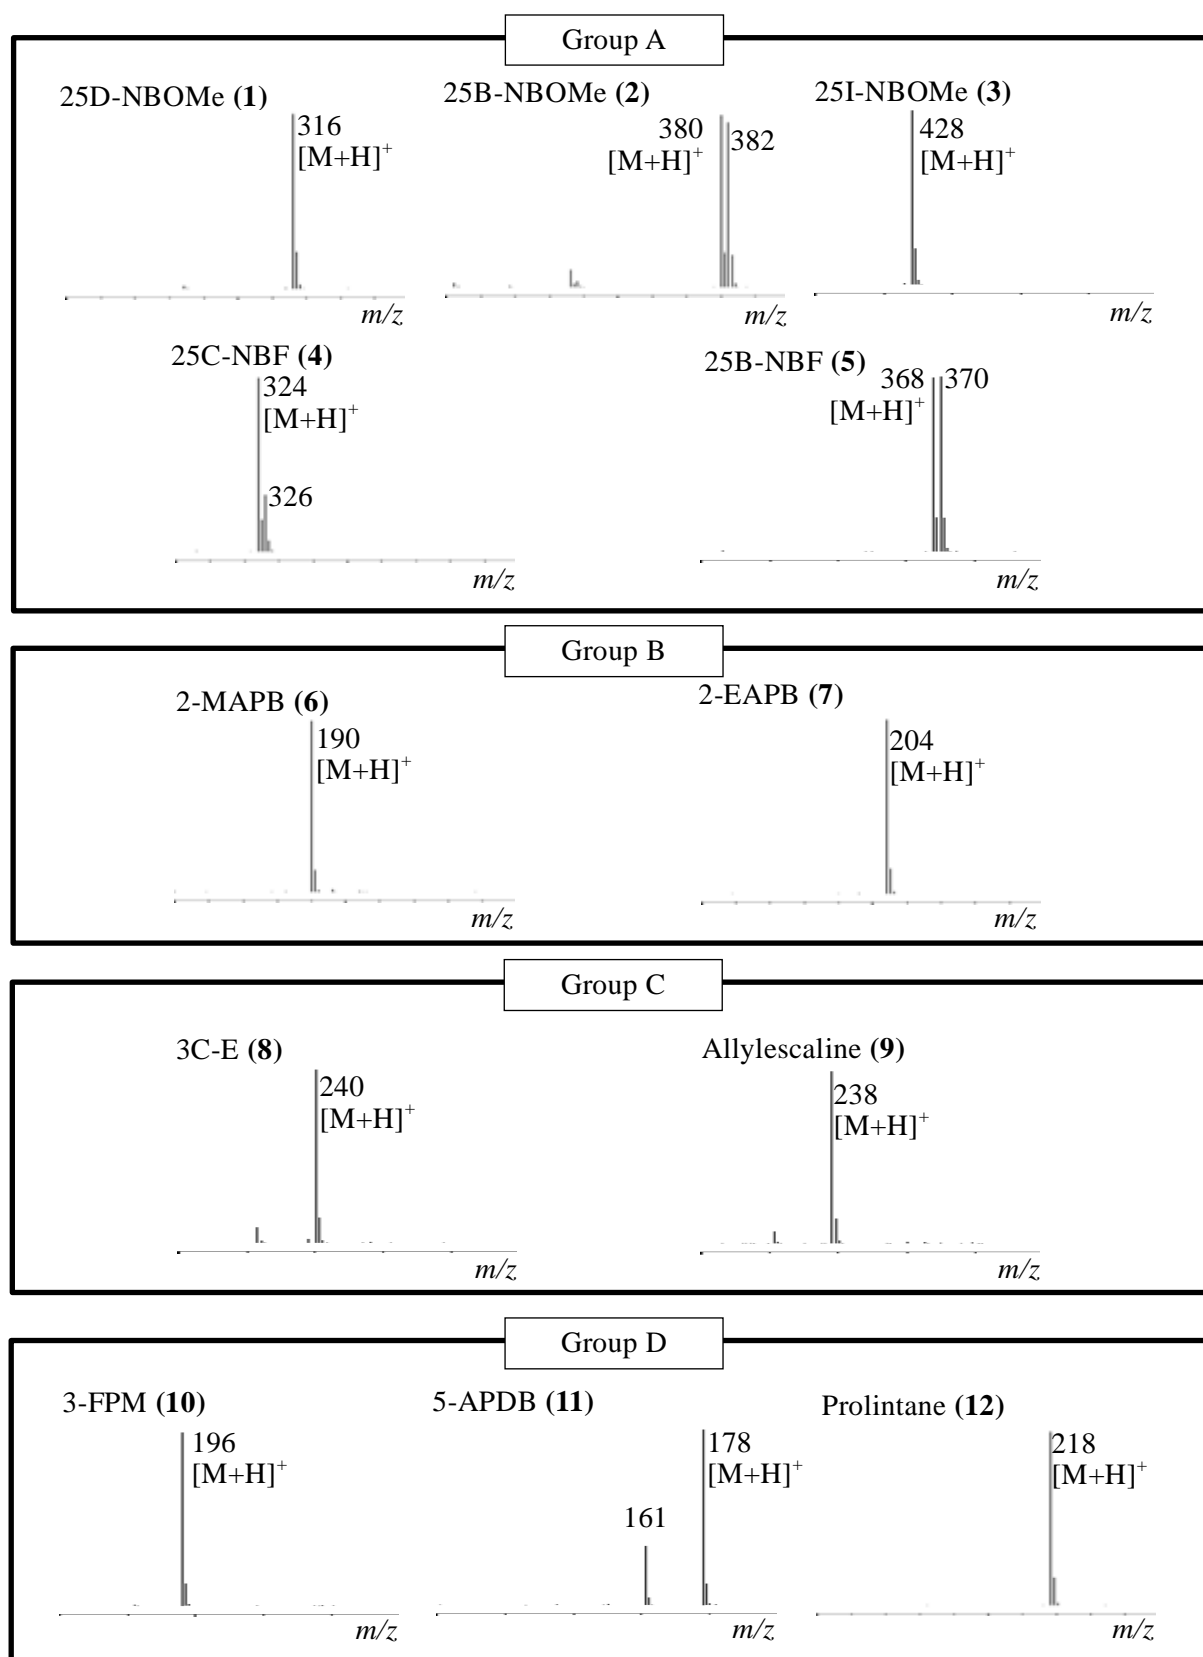 Group A
25D-NBOMe (1)
316
[M+H]+
m/z
25B-NBOMe (2)
380
[M+H]+
382
m/z
25I-NBOMe (3)
428
[M+H]+
m/z
25C-NBF (4)
324
[M+H]+
326
m/z
25B-NBF (5)
368
[M+H]+
370
m/z
Group B
2-MAPB (6)
190
[M+H]+
m/z
2-EAPB (7)
204
[M+H]+
m/z
Group C
3C-E (8)
240
[M+H]+
m/z
Allylescaline (9)
238
[M+H]+
m/z
Group D
3-FPM (10)
196
[M+H]+
m/z
5-APDB (11)
161
178
[M+H]+
m/z
Prolintane (12)
218
[M+H]+
m/z